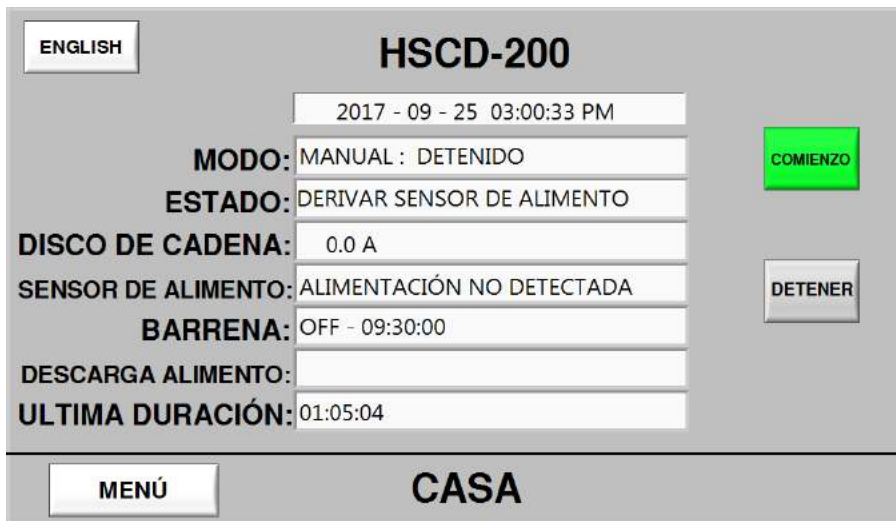 ENGLISH
HSCD-200
2017 - 09 - 25 03:00:33 PM
MODO: MANUAL : DETENIDO
COMIENZO
ESTADO: DERIVAR SENSOR DE ALIMENTO
DISCO DE CADENA: 0.0 A
SENSOR DE ALIMENTO: ALIMENTACIÓN NO DETECTADA
DETENER
BARRENA: OFF - 09:30:00
DESCARGA ALIMENTO:
ULTIMA DURACIÓN: 01:05:04
MENÚ
CASA